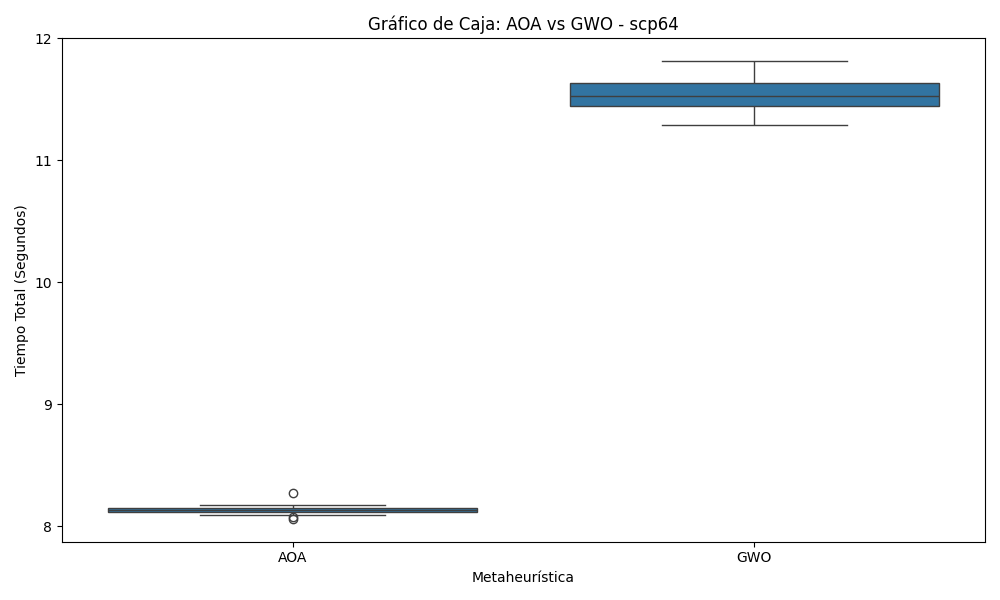 Gráfico de Caja: AOA vs GWO - scp64
Tiempo Total (Segundos)
12
11
10
9
8
AOA
GWO
Metaheurística